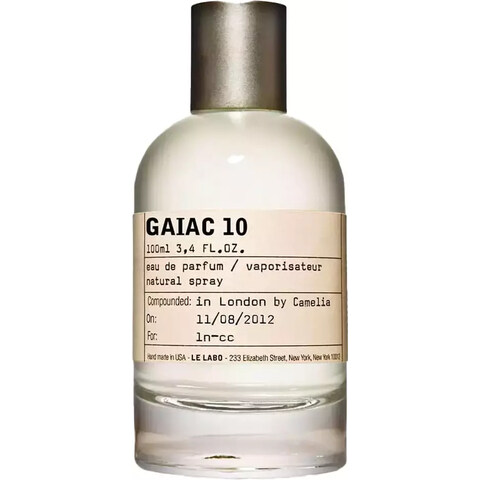 GAIAC 10
100ml 3,4 FL.OZ.
eau de parfum / vaporisateur
natural spray
Compounded: in London by Camelia
On: 11/08/2012
For: ln-cc
Hand made in USA - LE LABO - 233 Elizabeth Street, New York, New York 10012